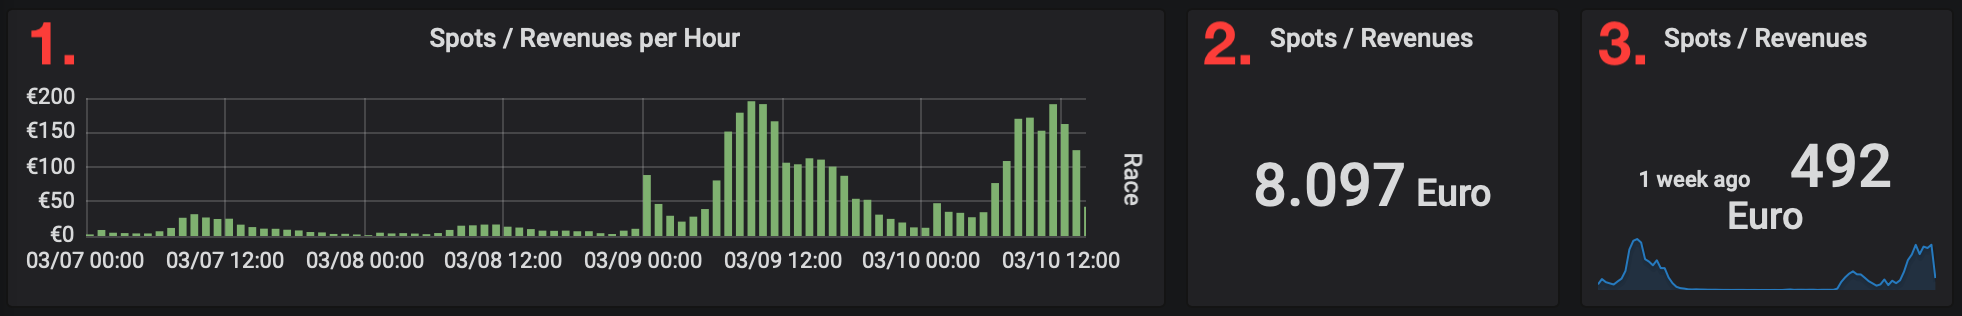 1.
Spots / Revenues per Hour
€200
€150
€100
€50
€0
03/07 00:00 03/07 12:00 03/08 00:00 03/08 12:00 03/09 00:00 03/09 12:00 03/10 00:00 03/10 12:00
Race
2.
Spots / Revenues
8.097 Euro
3.
Spots / Revenues
1 week ago 492
Euro